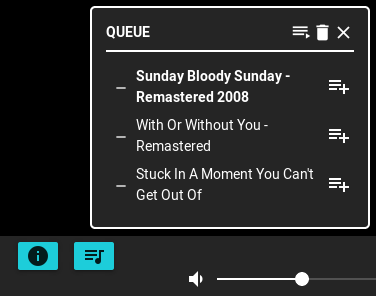 QUEUE
Sunday Bloody Sunday -
Remastered 2008
With Or Without You -
Remastered
Stuck In A Moment You Can't
Get Out Of